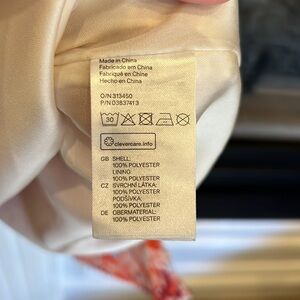 Made in China
Fabricado em China
Fabriqué en Chine
Hecho en China
O/N 313450
P/N 03837413
30
clevercare.info
GB SHELL:
100% POLYESTER
LINING
100% POLYESTER
CZ SVRCHNÍ LÁTKA:
100% POLYESTER
PODŠÍVKA:
100% POLYESTER
DE OBERMATERIAL:
100% POLYESTER